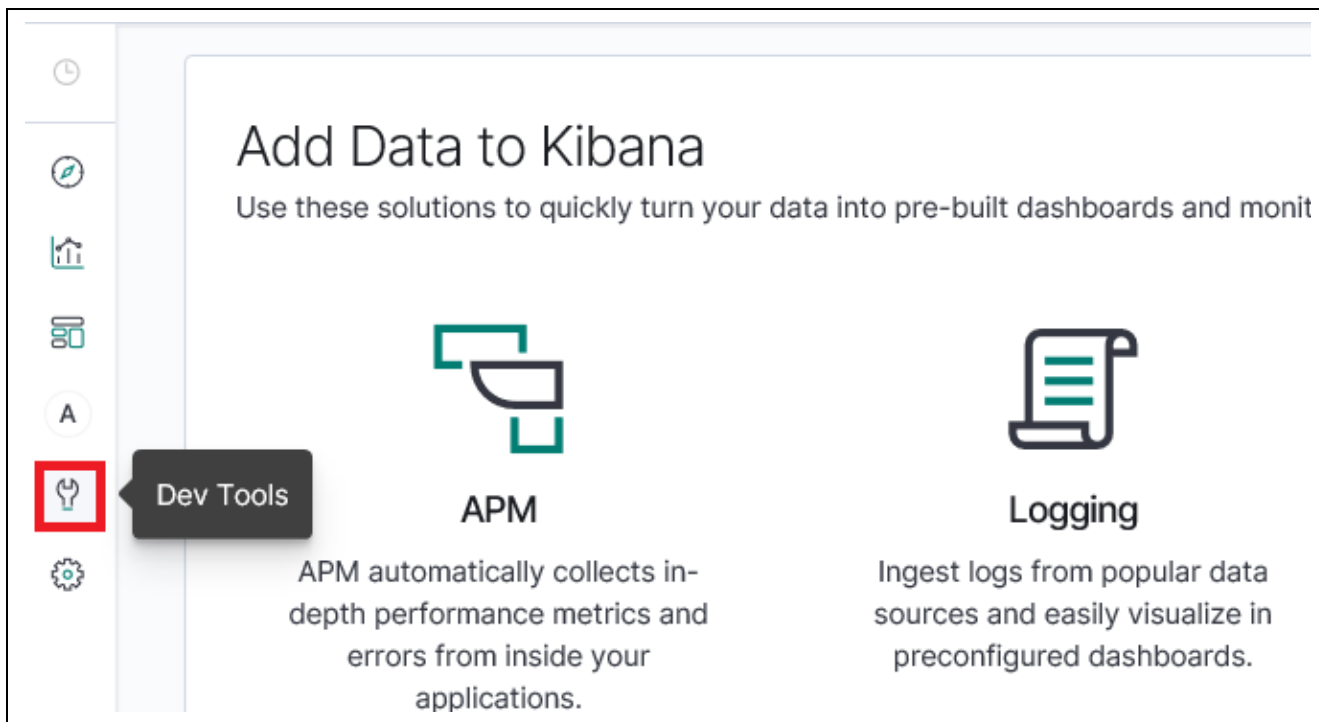 Add Data to Kibana
Use these solutions to quickly turn your data into pre-built dashboards and monit
A
Dev Tools
APM
Logging
APM automatically collects in-
depth performance metrics and
errors from inside your
applications.
Ingest logs from popular data
sources and easily visualize in
preconfigured dashboards.